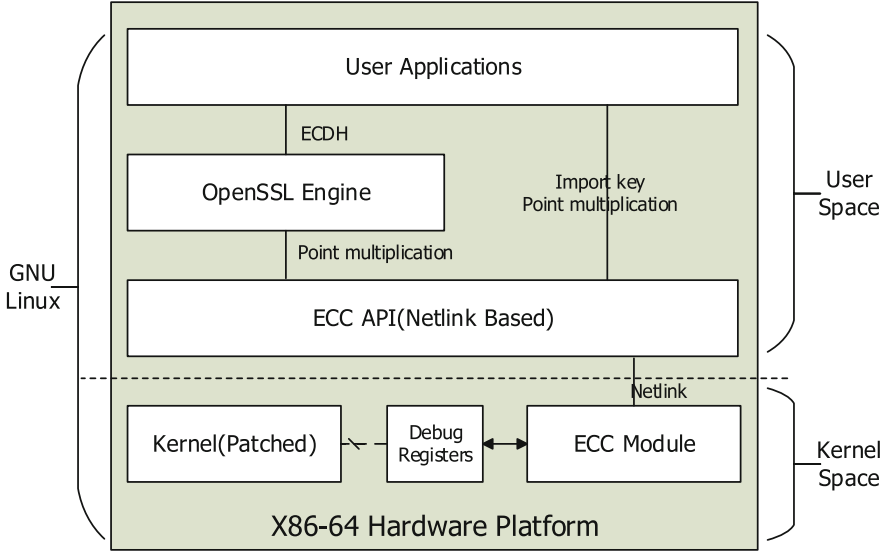 User Applications
ECDH
OpenSSL Engine
Import key
Point multiplication
User
Space
Point multiplication
GNU
Linux
ECC API(Netlink Based)
Netlink
Kernel(Patched)
Debug
Registers
ECC Module
Kernel
Space
X86-64 Hardware Platform